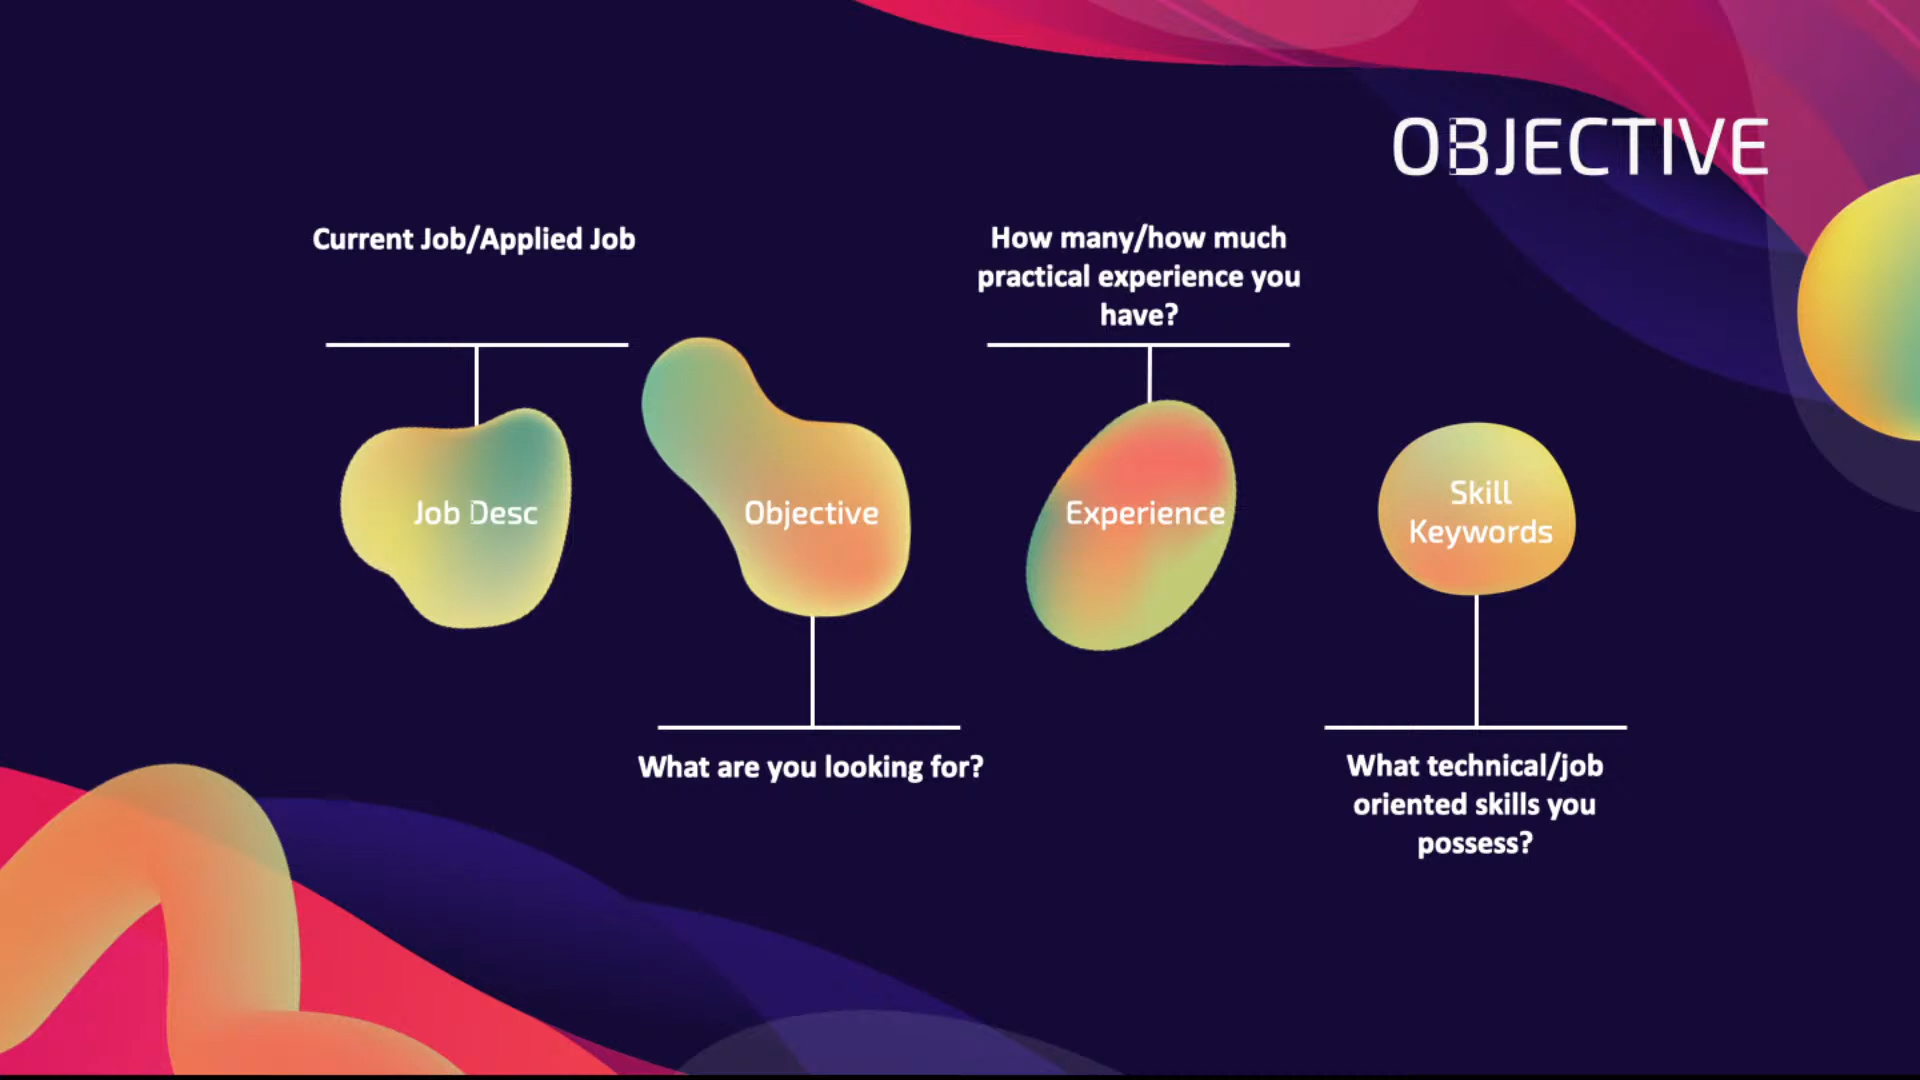 OBJECTIVE
Current Job/Applied Job
How many/how much
practical experience you
have?
Job Desc
Objective
Experience
Skill
Keywords
What are you looking for?
What technical/job
oriented skills you
possess?